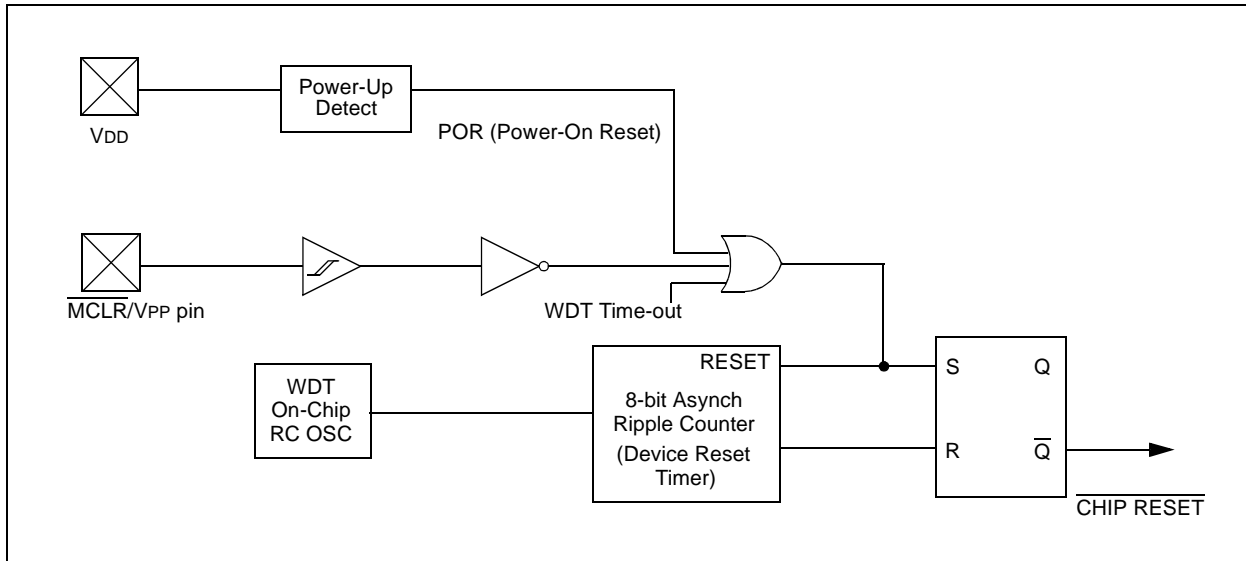 Power-Up
Detect
VDD
POR (Power-On Reset)
MCLR/VPP pin
WDT Time-out
RESET
WDT
On-Chip
RC OSC
8-bit Asynch
Ripple Counter
(Device Reset
Timer)
S
Q
R
Q̅
CHIP RESET